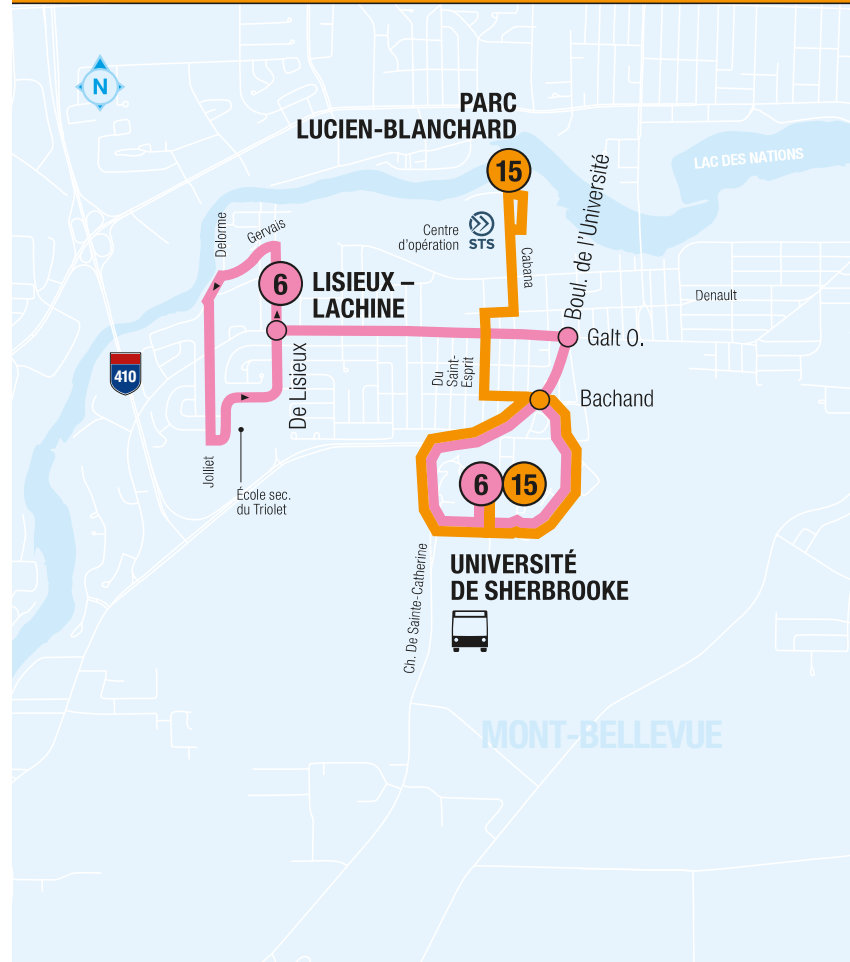 N
PARC
LUCIEN-BLANCHARD
15
LAC DES NATIONS
Boul. de l'Université
Delorme
Gervais
Centre
d'opération
STS
Cabana
6
LISIEUX –
LACHINE
Denault
Galt O.
410
De Lisieux
Du
Saint-
Esprit
Bachand
Jolliet
École sec.
du Triolet
6
15
UNIVERSITÉ
DE SHERBROOKE
Ch. De Sainte-Catherine
MONT-BELLEVUE